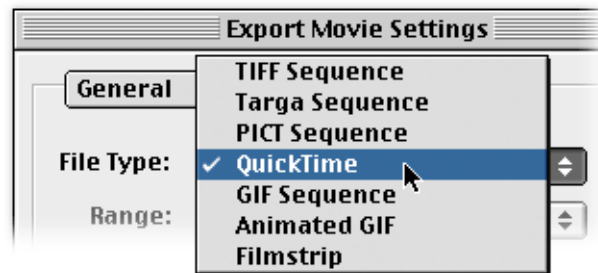 Export Movie Settings
General
TIFF Sequence
Targa Sequence
PICT Sequence
File Type:
✓ QuickTime
GIF Sequence
Range:
Animated GIF
Filmstrip